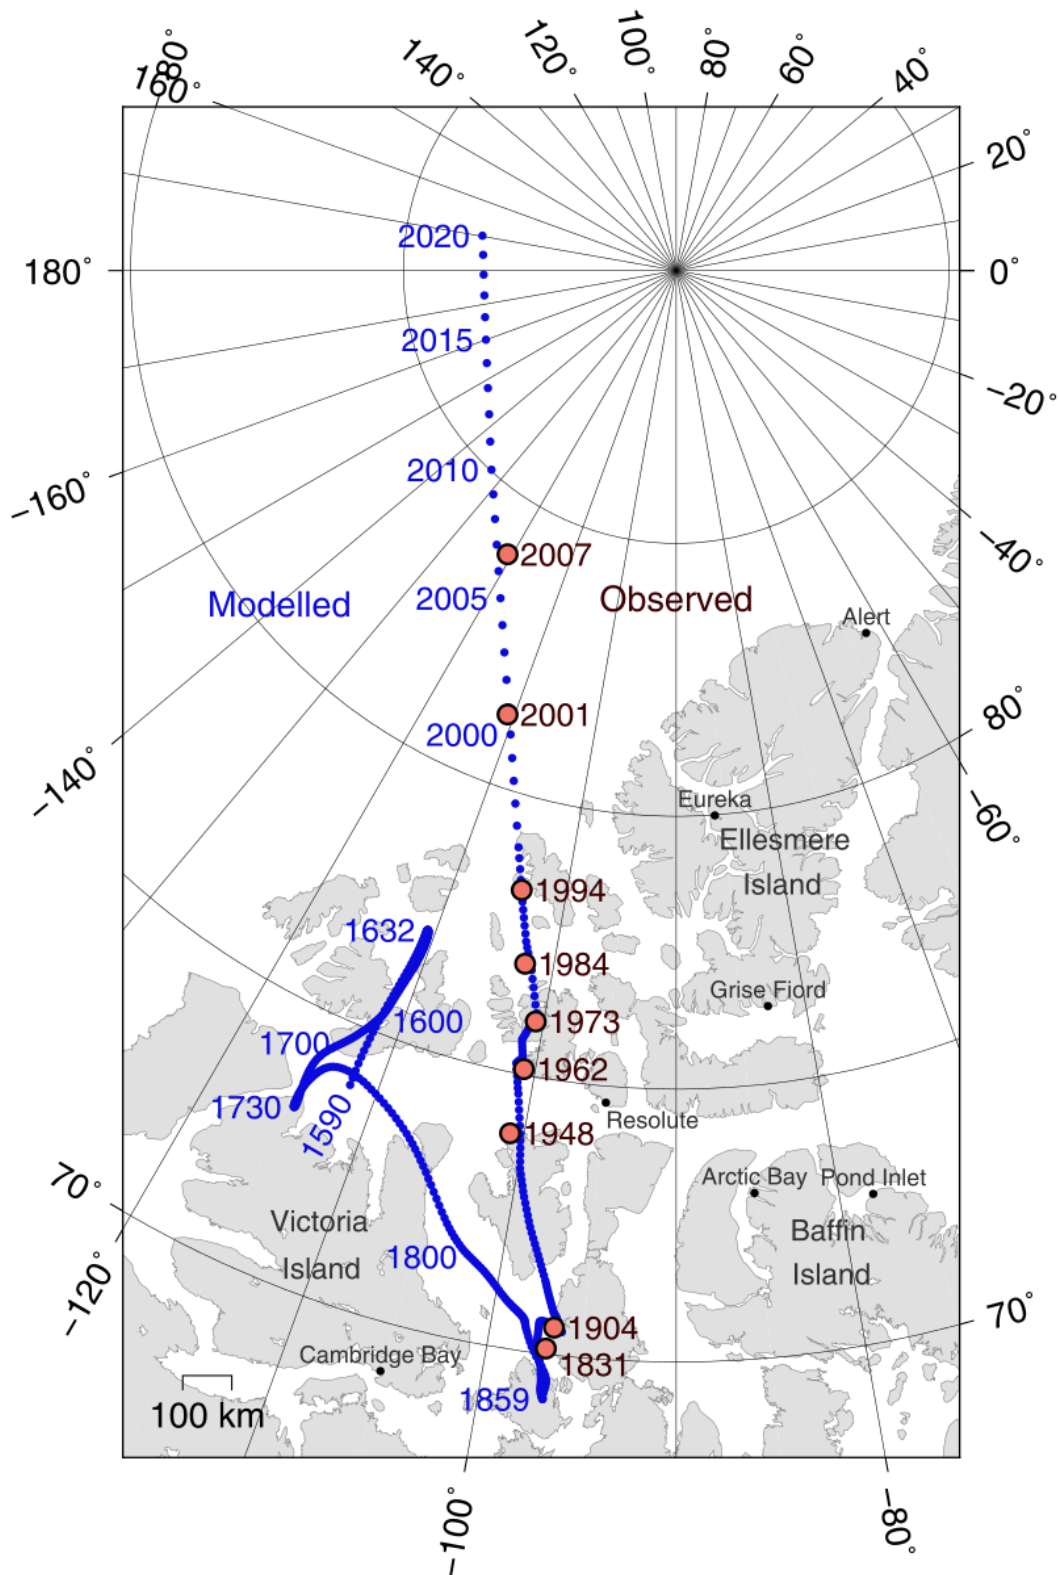 180°
160°
140°
120°
100°
80°
60°
40°
20°
0°
−20°
−40°
80°
−60°
70°
−80°
−100°
−120°
70°
−140°
−160°
180°
2020
2015
2010
2007
2005
Modelled
Observed
Alert
2001
2000
Eureka
Ellesmere
Island
1994
1632
1984
Grise Fiord
1600
1973
1700
1962
1730
1590
Resolute
1948
Arctic Bay
Pond Inlet
Victoria
Island
Baffin
Island
1800
1904
Cambridge Bay
1831
1859
100 km